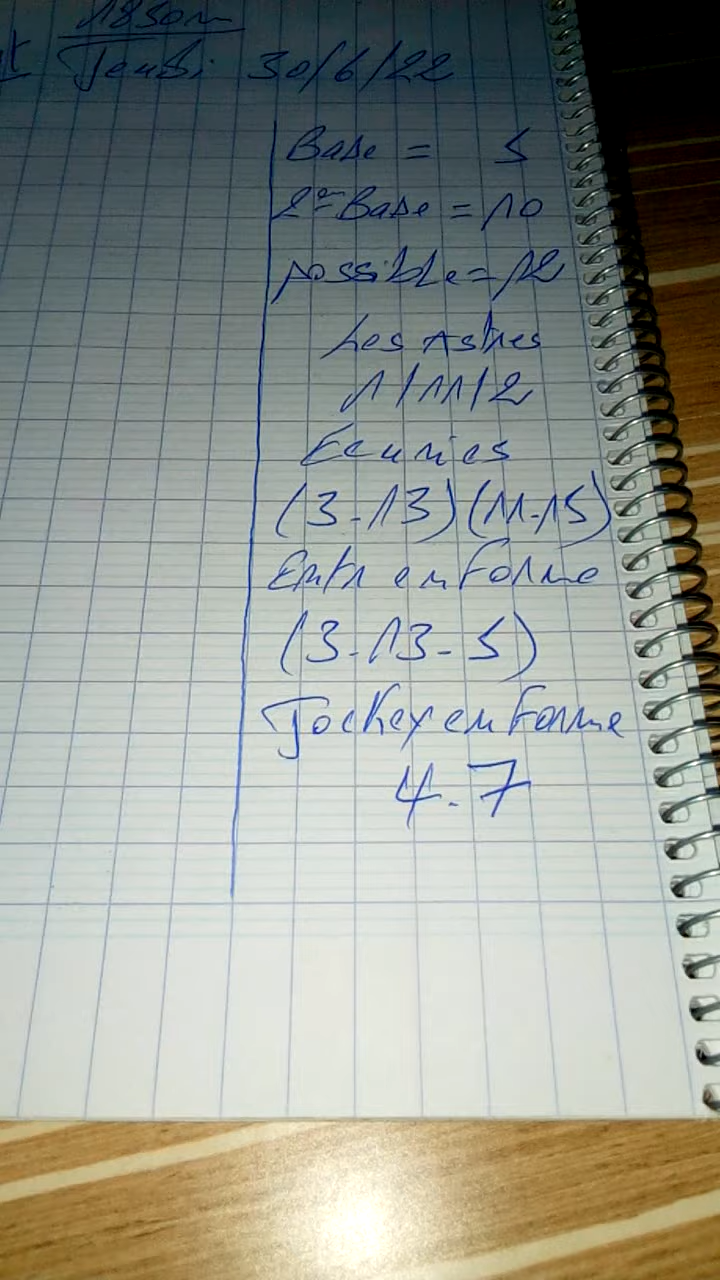 1850m
Jeudi 30/6/22
Base = 5
2e Base = 10
possible = 12
Les Astres
1/11/2
Ecuries
(3-13)(11-15)
Entr en forme
(3-13-5)
Jockey en forme
4.7